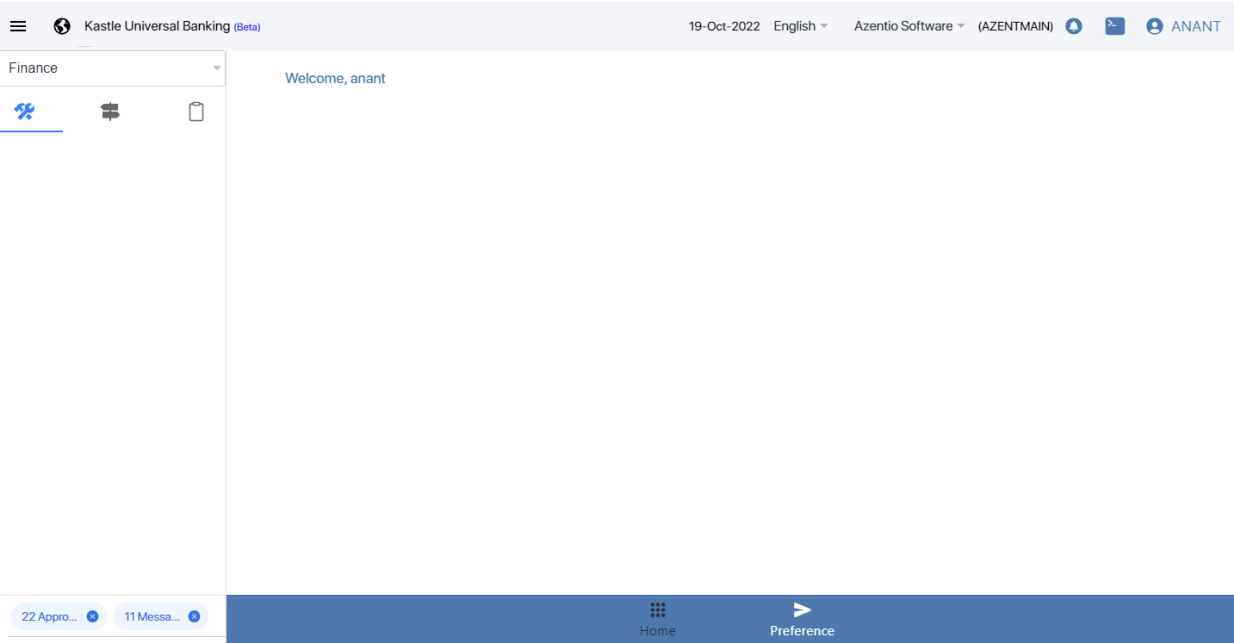 Kastle Universal Banking (Beta)
19-Oct-2022 English Azentio Software (AZENTMAIN) ANANT
Finance
Welcome, anant
22 Appro... 11 Messa...
Home Preference